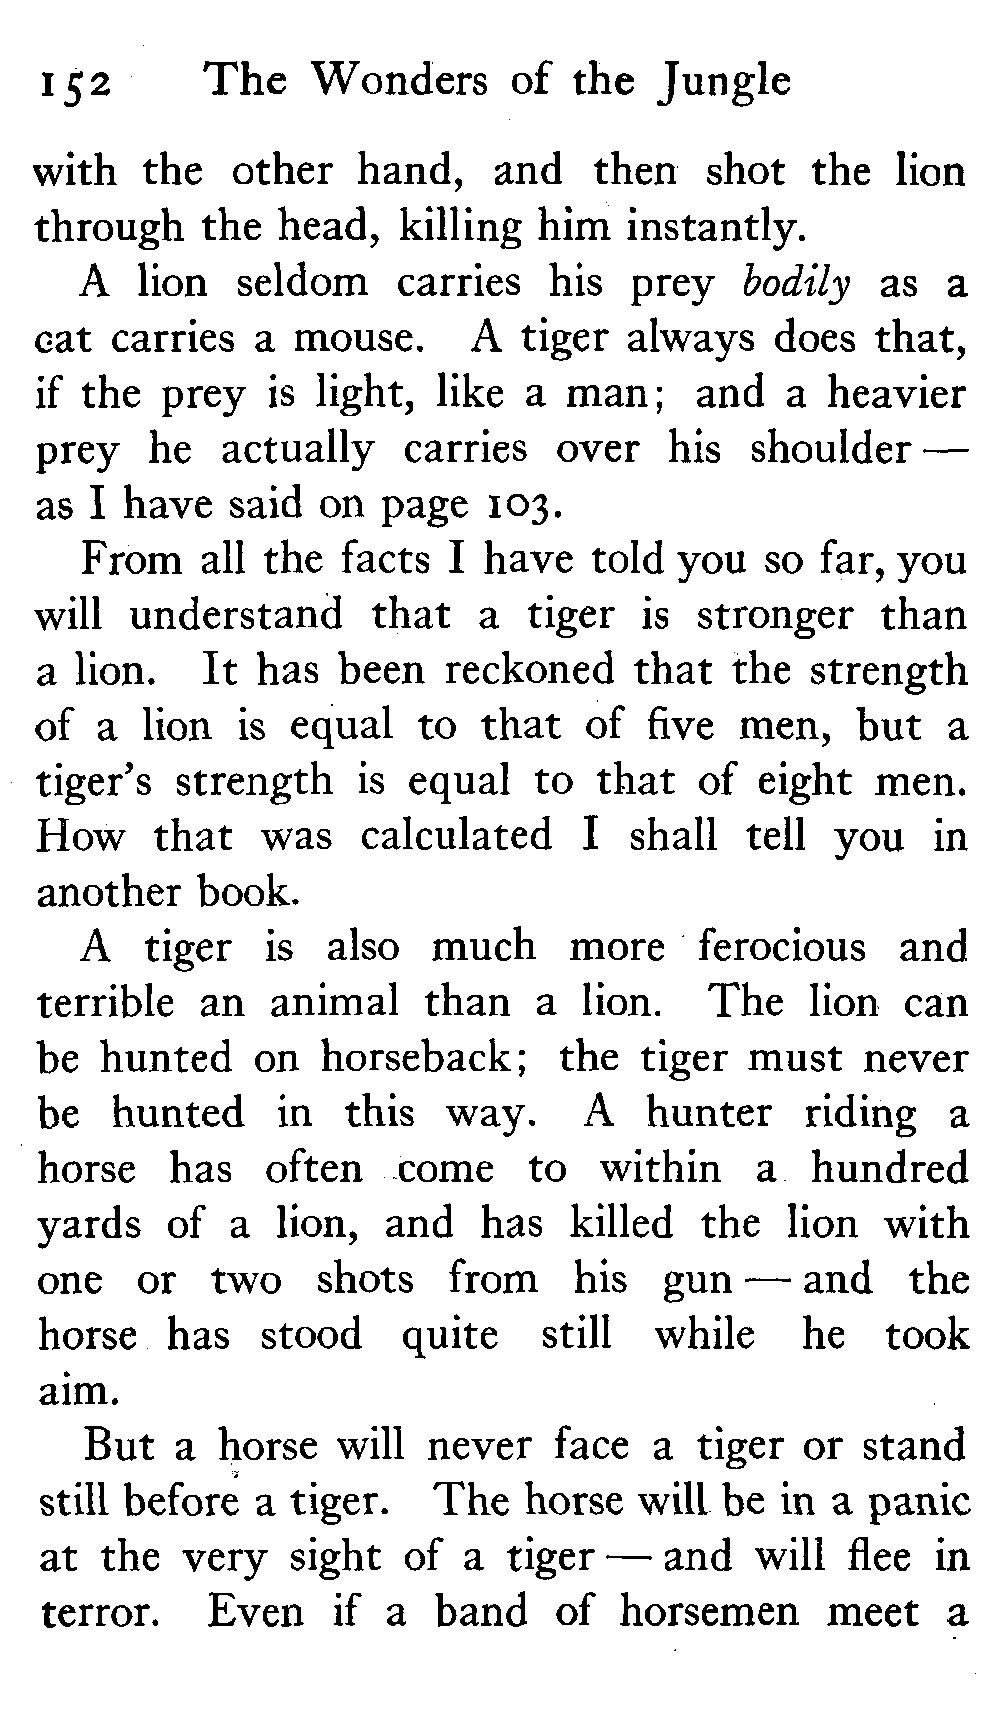 152 The Wonders of the Jungle
with the other hand, and then shot the lion
through the head, killing him instantly.
A lion seldom carries his prey bodily as a
cat carries a mouse. A tiger always does that,
if the prey is light, like a man; and a heavier
prey he actually carries over his shoulder —
as I have said on page 103.
From all the facts I have told you so far, you
will understand that a tiger is stronger than
a lion. It has been reckoned that the strength
of a lion is equal to that of five men, but a
tiger's strength is equal to that of eight men.
How that was calculated I shall tell you in
another book.
A tiger is also much more ferocious and
terrible an animal than a lion. The lion can
be hunted on horseback; the tiger must never
be hunted in this way. A hunter riding a
horse has often come to within a hundred
yards of a lion, and has killed the lion with
one or two shots from his gun — and the
horse has stood quite still while he took
aim.
But a horse will never face a tiger or stand
still before a tiger. The horse will be in a panic
at the very sight of a tiger — and will flee in
terror. Even if a band of horsemen meet a